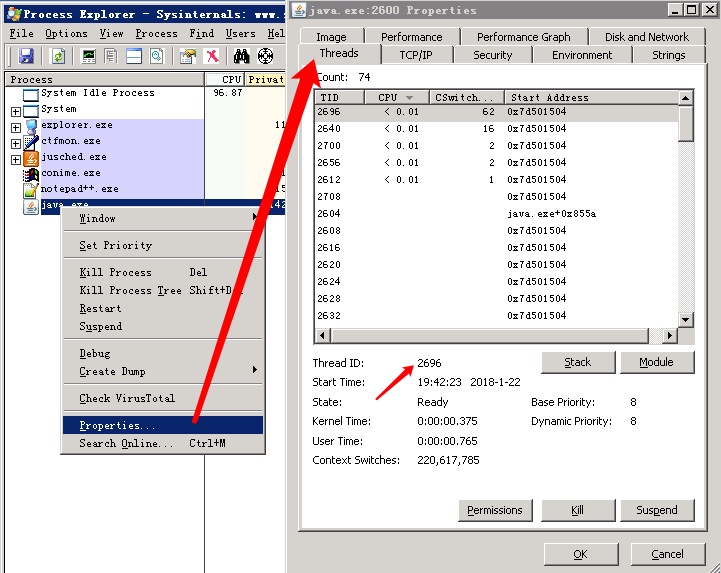 Process Explorer - Sysinternals: www.
File Options View Process Find Users
Process CPU
System Idle Process 96.87
System
explorer.exe 11
ctfmon.exe
jusched.exe
conime.exe
notepad++.exe
java.exe
Window
Set Priority
Kill Process Del
Kill Process Tree
Restart
Suspend
Debug
Create Dump
Check VirusTotal
Properties...
Search Online... Ctrl+M
java.exe:2600 Properties
Image Performance Performance Graph Disk and Network
Threads TCP/IP Security Environment Strings
Count: 74
TID CPU CSwitch... Start Address
2696 < 0.01 62 0x7d501504
2640 < 0.01 16 0x7d501504
2700 < 0.01 2 0x7d501504
2656 < 0.01 2 0x7d501504
2612 < 0.01 1 0x7d501504
2708 0x7d501504
2604 java.exe+0x855a
2608 0x7d501504
2616 0x7d501504
2620 0x7d501504
2624 0x7d501504
2628 0x7d501504
2632 0x7d501504
Thread ID: 2696 Stack Module
Start Time: 19:42:23 2018-1-22
State: Ready Base Priority: 8
Kernel Time: 0:00:00.375 Dynamic Priority: 8
User Time: 0:00:00.765
Context Switches: 220,617,785
Permissions Kill Suspend
OK Cancel